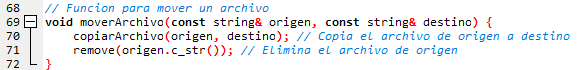 68 // Funcion para mover un archivo
69 void moverArchivo(const string& origen, const string& destino) {
70 copiarArchivo(origen, destino); // Copia el archivo de origen a destino
71 remove(origen.c_str()); // Elimina el archivo de origen
72 }